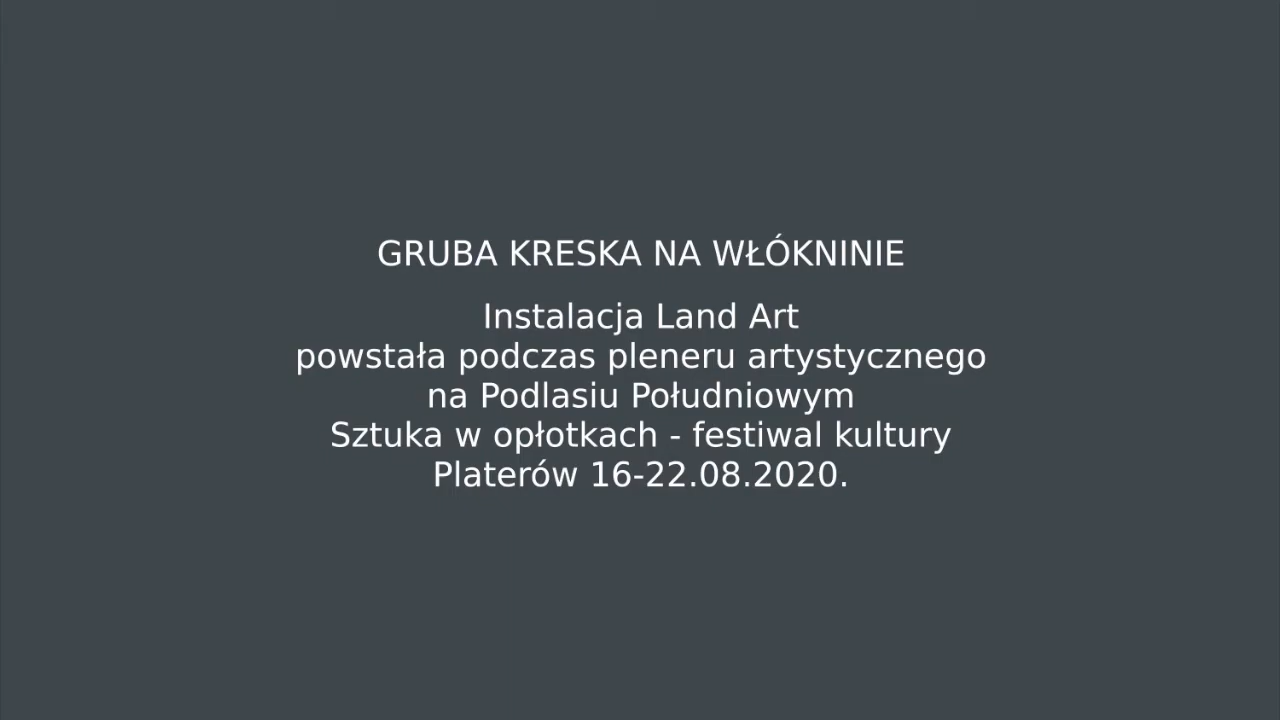 GRUBA KRESKA NA WŁÓKNINIE
Instalacja Land Art
powstała podczas pleneru artystycznego
na Podlasiu Południowym
Sztuka w opłotkach - festiwal kultury
Platerów 16-22.08.2020.